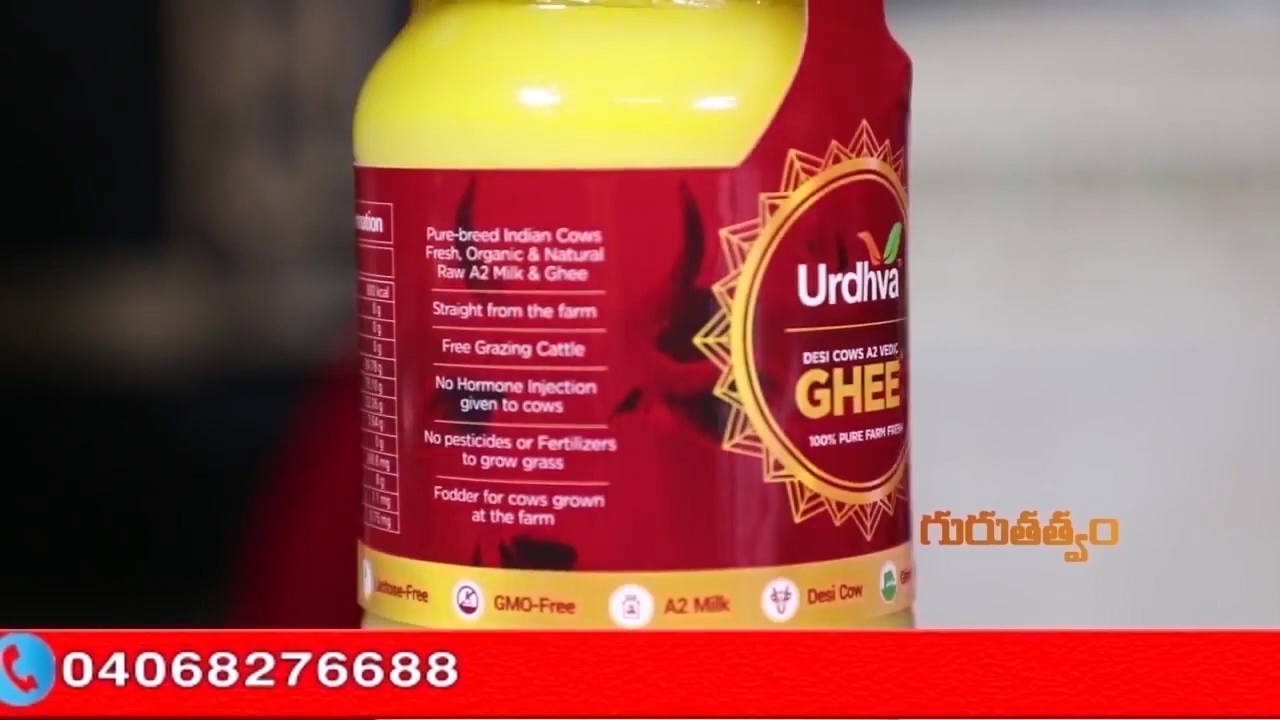 Pure-breed Indian Cows
Fresh, Organic & Natural
Raw A2 Milk & Ghee
Straight from the farm
Free Grazing Cattle
No Hormone Injection
given to cows
No pesticides or Fertilizers
to grow grass
Fodder for cows grown
at the farm
Urdhva
DESI COWS A2 VEDIC
GHEE
100% PURE FARM FRESH
Lactose-Free
GMO-Free
A2 Milk
Desi Cow
గురుతత్వం
04068276688